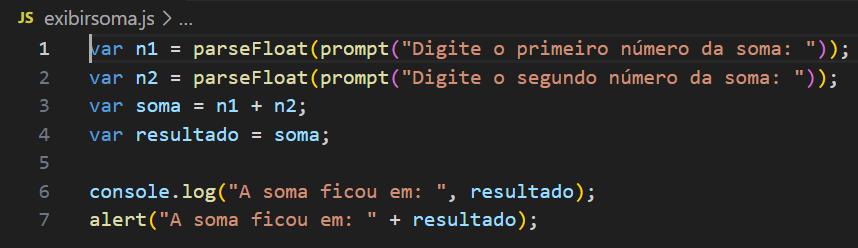 JS exibirsoma.js > ...
1 var n1 = parseFloat(prompt("Digite o primeiro número da soma: "));
2 var n2 = parseFloat(prompt("Digite o segundo número da soma: "));
3 var soma = n1 + n2;
4 var resultado = soma;
5
6 console.log("A soma ficou em: ", resultado);
7 alert("A soma ficou em: " + resultado);